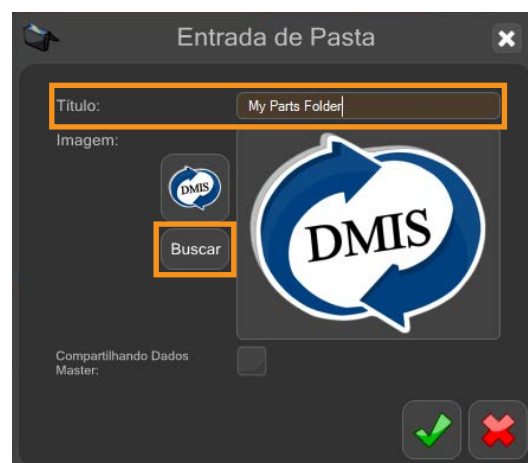 Entrada de Pasta
Título: My Parts Folder
Imagem:
DMIS
Buscar
DMIS
Compartilhando Dados
Master: